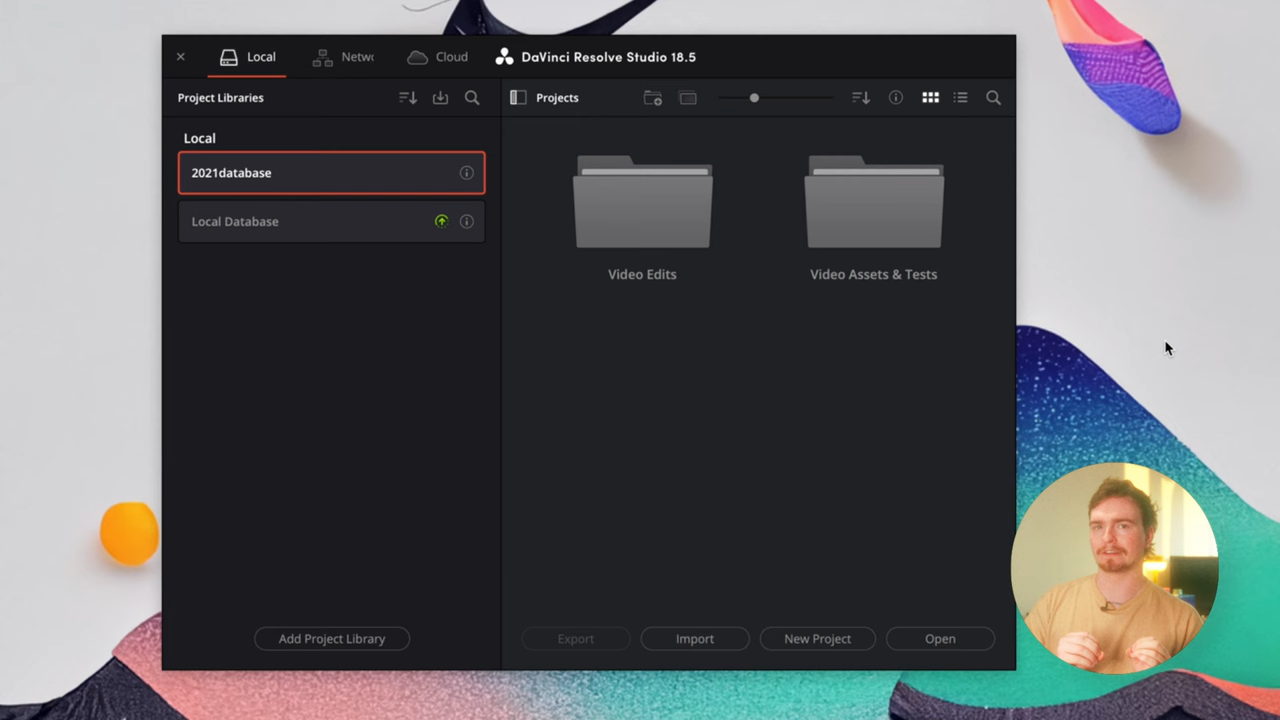 Local
Netwo
Cloud
DaVinci Resolve Studio 18.5
Project Libraries
Projects
Local
2021database
Local Database
Video Edits
Video Assets & Tests
Add Project Library
Export
Import
New Project
Open